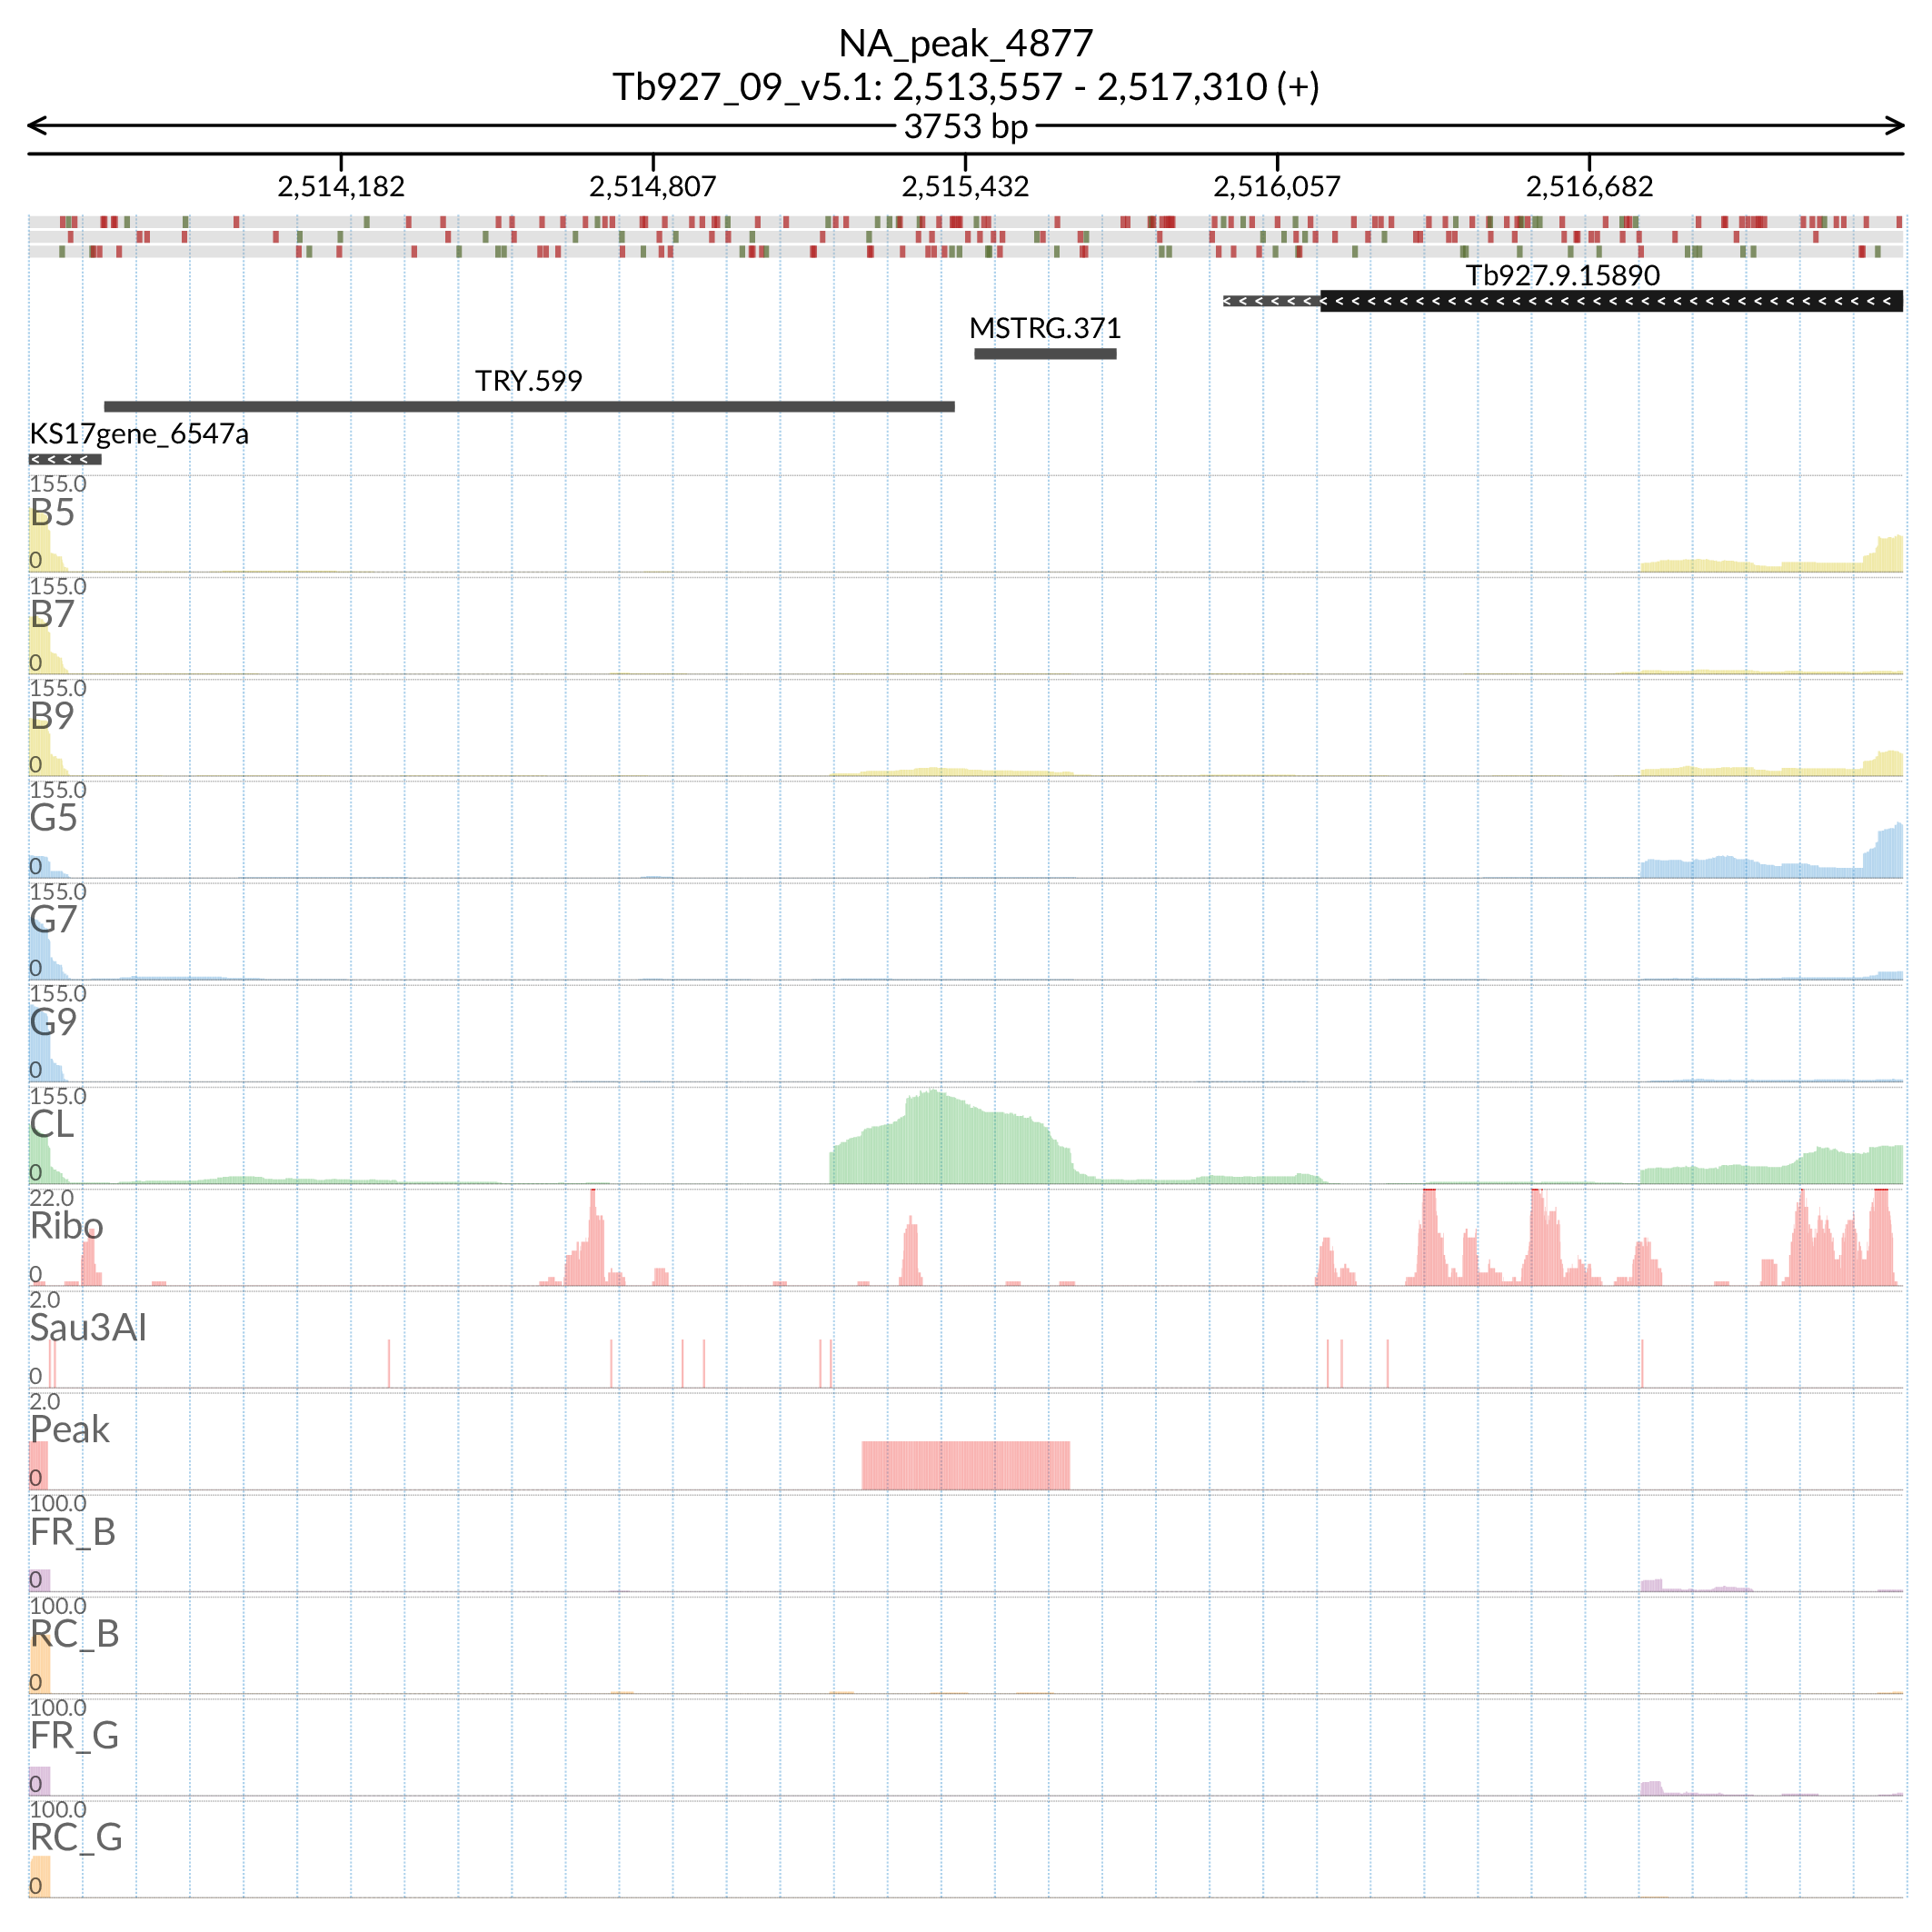 NA_peak_4877
Tb927_09_v5.1: 2,513,557 - 2,517,310 (+)
3753 bp
2,514,182 2,514,807 2,515,432 2,516,057 2,516,682
Tb927.9.15890
MSTRG.371
TRY.599
KS17gene_6547a
155.0
B5
0
155.0
B7
0
155.0
B9
0
155.0
G5
0
155.0
G7
0
155.0
G9
0
155.0
CL
0
22.0
Ribo
0
2.0
Sau3AI
0
2.0
Peak
0
100.0
FR_B
0
100.0
RC_B
0
100.0
FR_G
0
100.0
RC_G
0